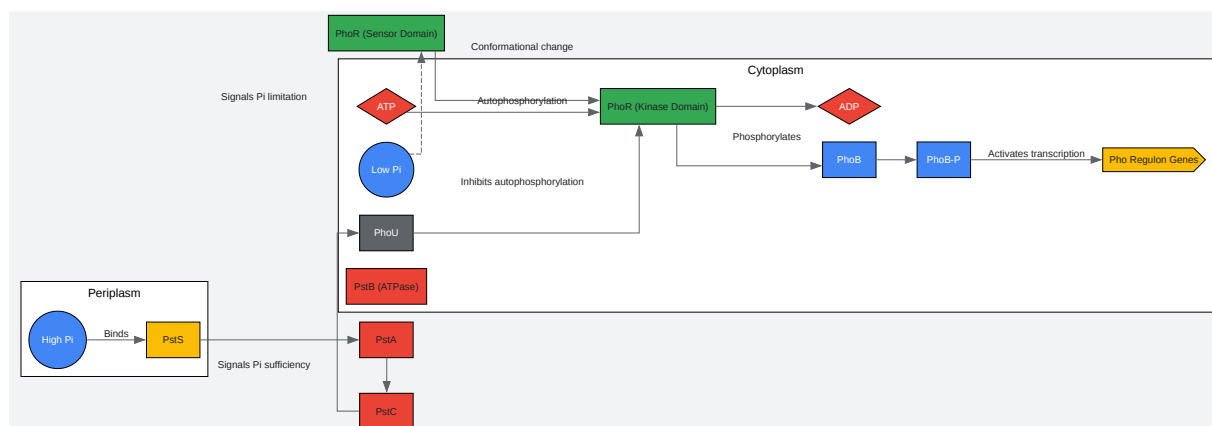 PhoR (Sensor Domain)
Conformational change
Cytoplasm
Signals Pi limitation
ATP
Autophosphorylation
PhoR (Kinase Domain)
ADP
Phosphorylates
Low Pi
PhoB
PhoB-P
Activates transcription
Pho Regulon Genes
Inhibits autophosphorylation
PhoU
PstB (ATPase)
Periplasm
High Pi
Binds
PstS
PstA
Signals Pi sufficiency
PstC